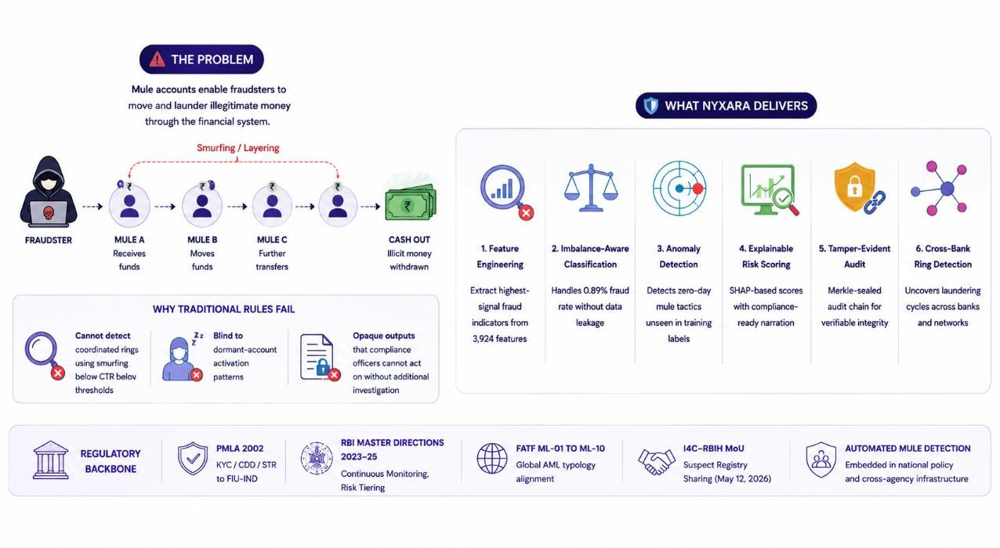 THE PROBLEM
Mule accounts enable fraudsters to
move and launder illegitimate money
through the financial system.
Smurfing / Layering
₹
₹
₹
₹
₹
FRAUDSTER
MULE A
Receives
funds
MULE B
Moves
funds
MULE C
Further
transfers
CASH OUT
Illicit money
withdrawn
WHY TRADITIONAL RULES FAIL
Cannot detect
coordinated rings
using smurfing
below CTR belov
thresholds
z z
z
Blind to
dormant-account
activation
patterns
Opaque outputs
that compliance
officers cannot act
on without additional
investigation
WHAT NYXARA DELIVERS
1. Feature
Engineering
Extract highest-
signal fraud
indicators from
3,924 features
2. Imbalance-Aware
Classification
Handles 0.89% fraud
rate without data
leakage
3. Anomaly
Detection
Detects zero-day
mule tactics
unseen in training
labels
4. Explainable
Risk Scoring
SHAP-based scores
with compliance-
ready narration
5. Tamper-Evident
Audit
Merkle-sealed
audit chain for
verifiable integrity
6. Cross-Bank
Ring Detection
Uncovers laundering
cycles across banks
and networks
REGULATORY
BACKBONE
PMLA 2002
KYC / CDD / STR
to FIU-IND
RBI MASTER DIRECTIONS
2023–25
Continuous Monitoring,
Risk Tiering
FATF ML-01 TO ML-10
Global AML typology
alignment
I4C–RBIH MoU
Suspect Registry
Sharing (May 12, 2026)
AUTOMATED MULE DETECTION
Embedded in national policy
and cross-agency infrastructure